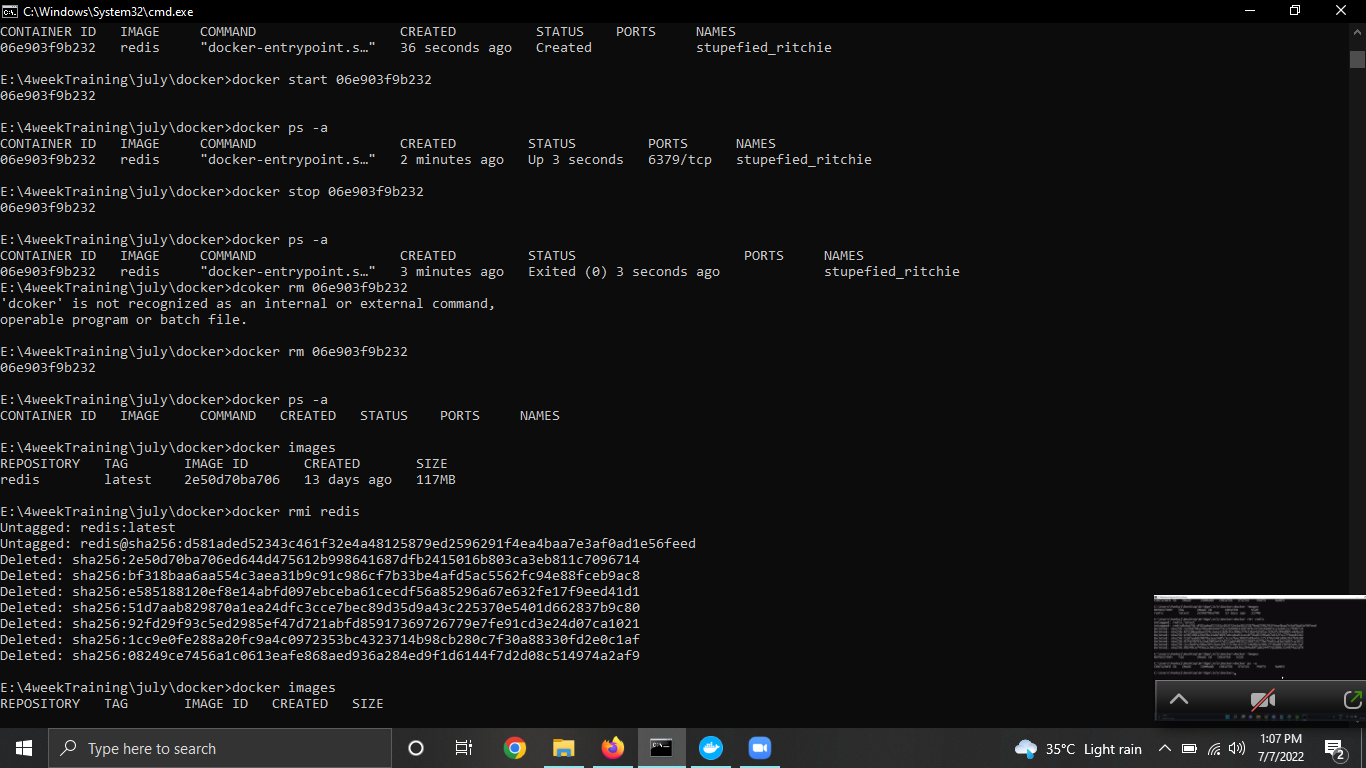 C:\Windows\System32\cmd.exe
CONTAINER ID   IMAGE     COMMAND                  CREATED          STATUS    PORTS     NAMES
06e903f9b232   redis     "docker-entrypoint.s…"   36 seconds ago   Created             stupefied_ritchie
E:\4weekTraining\july\docker>docker start 06e903f9b232
06e903f9b232
E:\4weekTraining\july\docker>docker ps -a
CONTAINER ID   IMAGE     COMMAND                  CREATED         STATUS         PORTS      NAMES
06e903f9b232   redis     "docker-entrypoint.s…"   2 minutes ago   Up 3 seconds   6379/tcp   stupefied_ritchie
E:\4weekTraining\july\docker>docker stop 06e903f9b232
06e903f9b232
E:\4weekTraining\july\docker>docker ps -a
CONTAINER ID   IMAGE     COMMAND                  CREATED         STATUS                     PORTS     NAMES
06e903f9b232   redis     "docker-entrypoint.s…"   3 minutes ago   Exited (0) 3 seconds ago             stupefied_ritchie
E:\4weekTraining\july\docker>dcoker rm 06e903f9b232
'dcoker' is not recognized as an internal or external command,
operable program or batch file.
E:\4weekTraining\july\docker>docker rm 06e903f9b232
06e903f9b232
E:\4weekTraining\july\docker>docker ps -a
CONTAINER ID   IMAGE     COMMAND   CREATED   STATUS    PORTS     NAMES
E:\4weekTraining\july\docker>docker images
REPOSITORY   TAG       IMAGE ID       CREATED       SIZE
redis        latest    2e50d70ba706   13 days ago   117MB
E:\4weekTraining\july\docker>docker rmi redis
Untagged: redis:latest
Untagged: redis@sha256:d581aded52343c461f32e4a48125879ed2596291f4ea4baa7e3af0ad1e56feed
Deleted: sha256:2e50d70ba706ed644d475612b998641687dfb2415016b803ca3eb811c7096714
Deleted: sha256:bf318baa6aa554c3aea31b9c91c986cf7b33be4afd5ac5562fc94e88fceb9ac8
Deleted: sha256:e585188120ef8e14abfd097ebceba61cecdf56a85296a67e632fe17f9eed41d1
Deleted: sha256:51d7aab829870a1ea24dfc3cce7bec89d35d9a43c225370e5401d662837b9c80
Deleted: sha256:92fd29f93c5ed2985ef47d721abfd85917369726779e7fe91cd3e24d07ca1021
Deleted: sha256:1cc9e0fe288a20fc9a4c0972353bc4323714b98cb280c7f30a8830fd2e0c1af
Deleted: sha256:08249ce7456a1c0613eafe868aed936a284ed9f1d6144f7d2d08c514974a2af9
E:\4weekTraining\july\docker>docker images
REPOSITORY   TAG       IMAGE ID   CREATED   SIZE
Type here to search
35°C Light rain
1:07 PM
7/7/2022
2